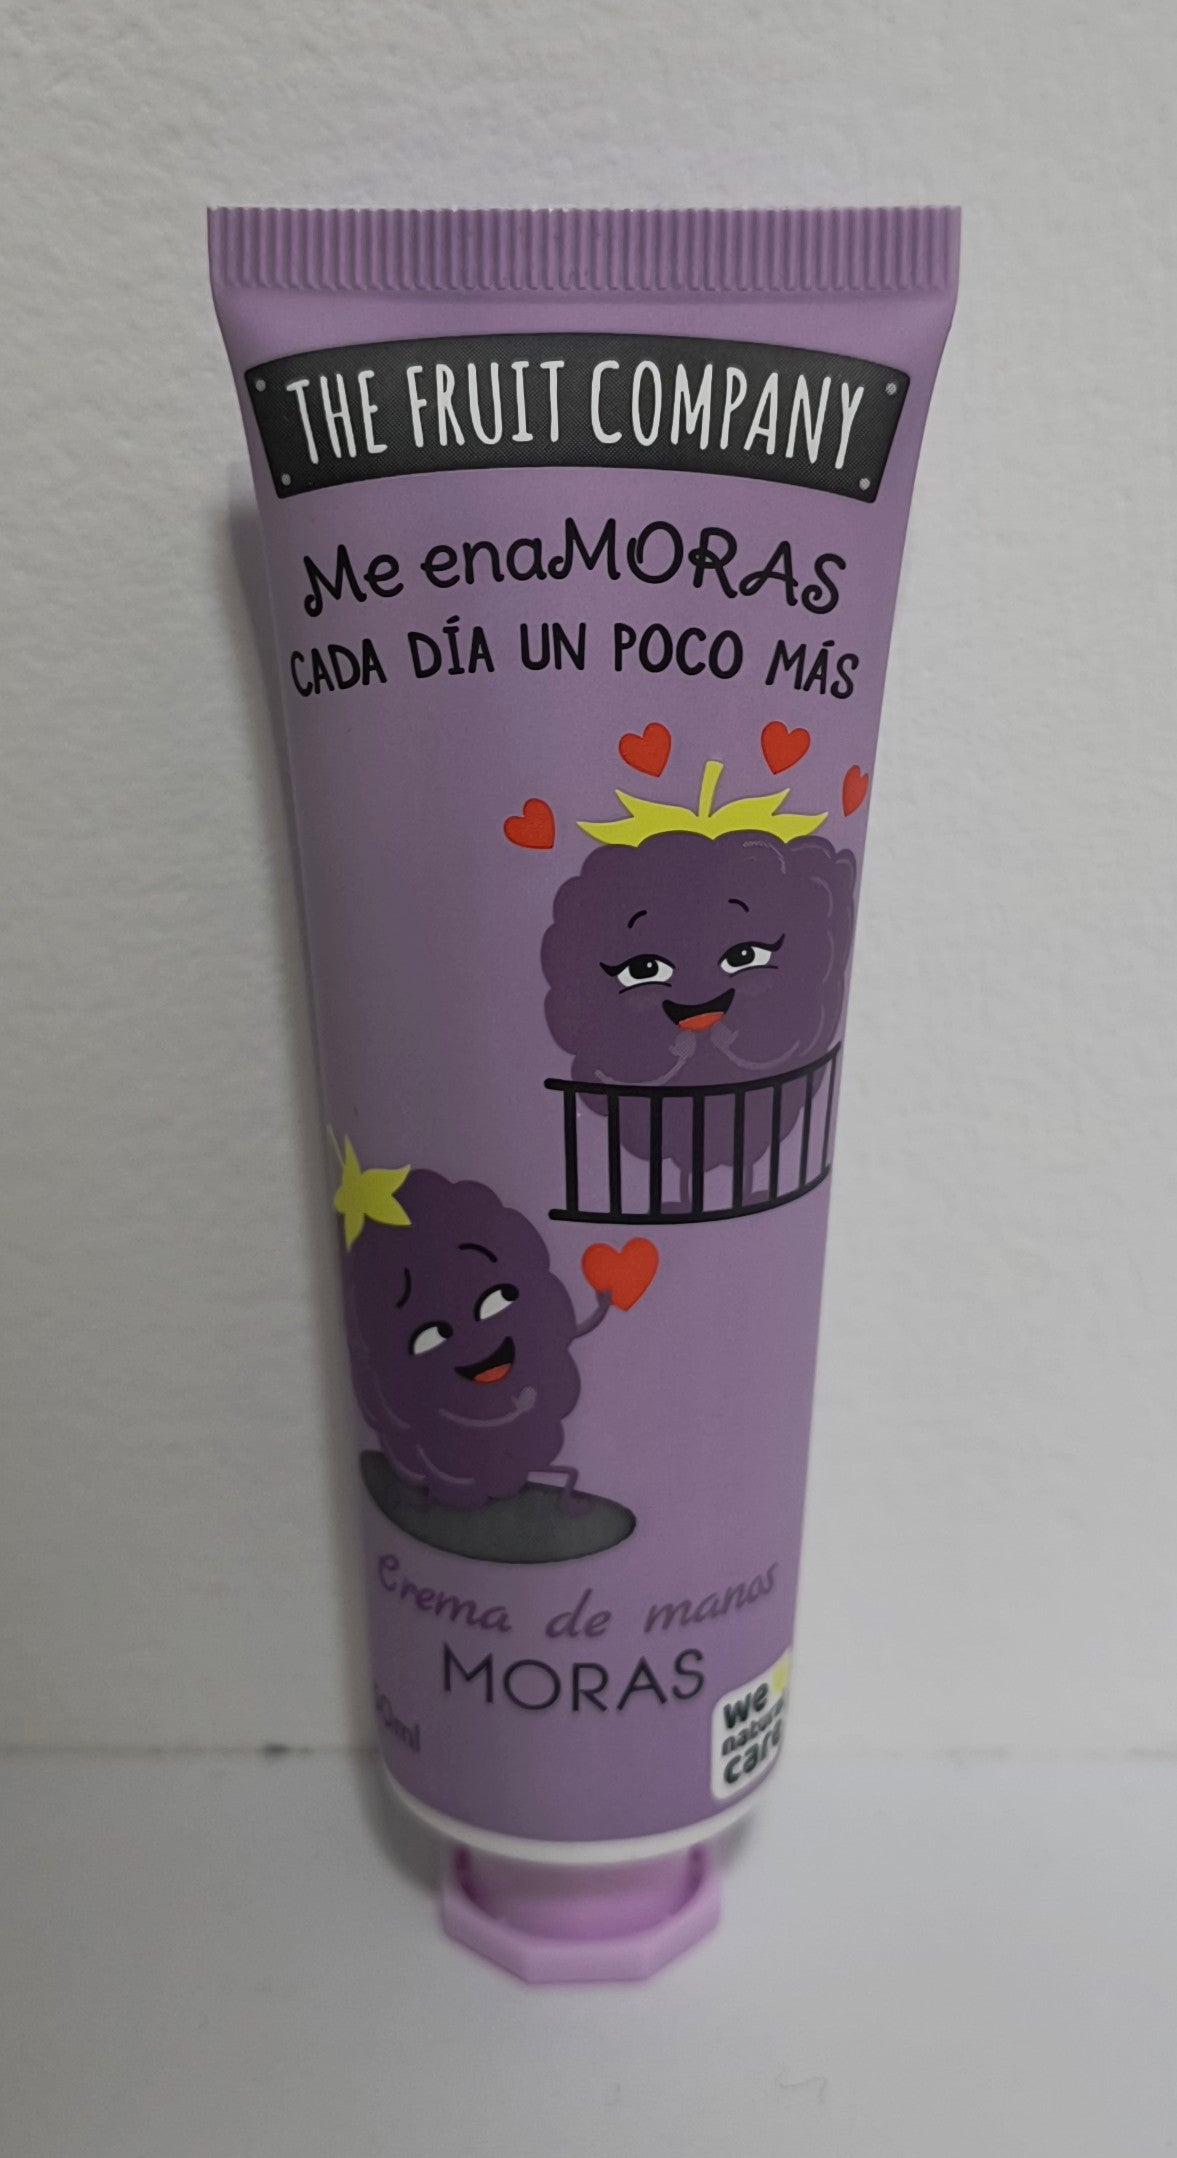 THE FRUIT COMPANY
Me enaMORAS
CADA DÍA UN POCO MÁS
Crema de manos
MORAS
we
care